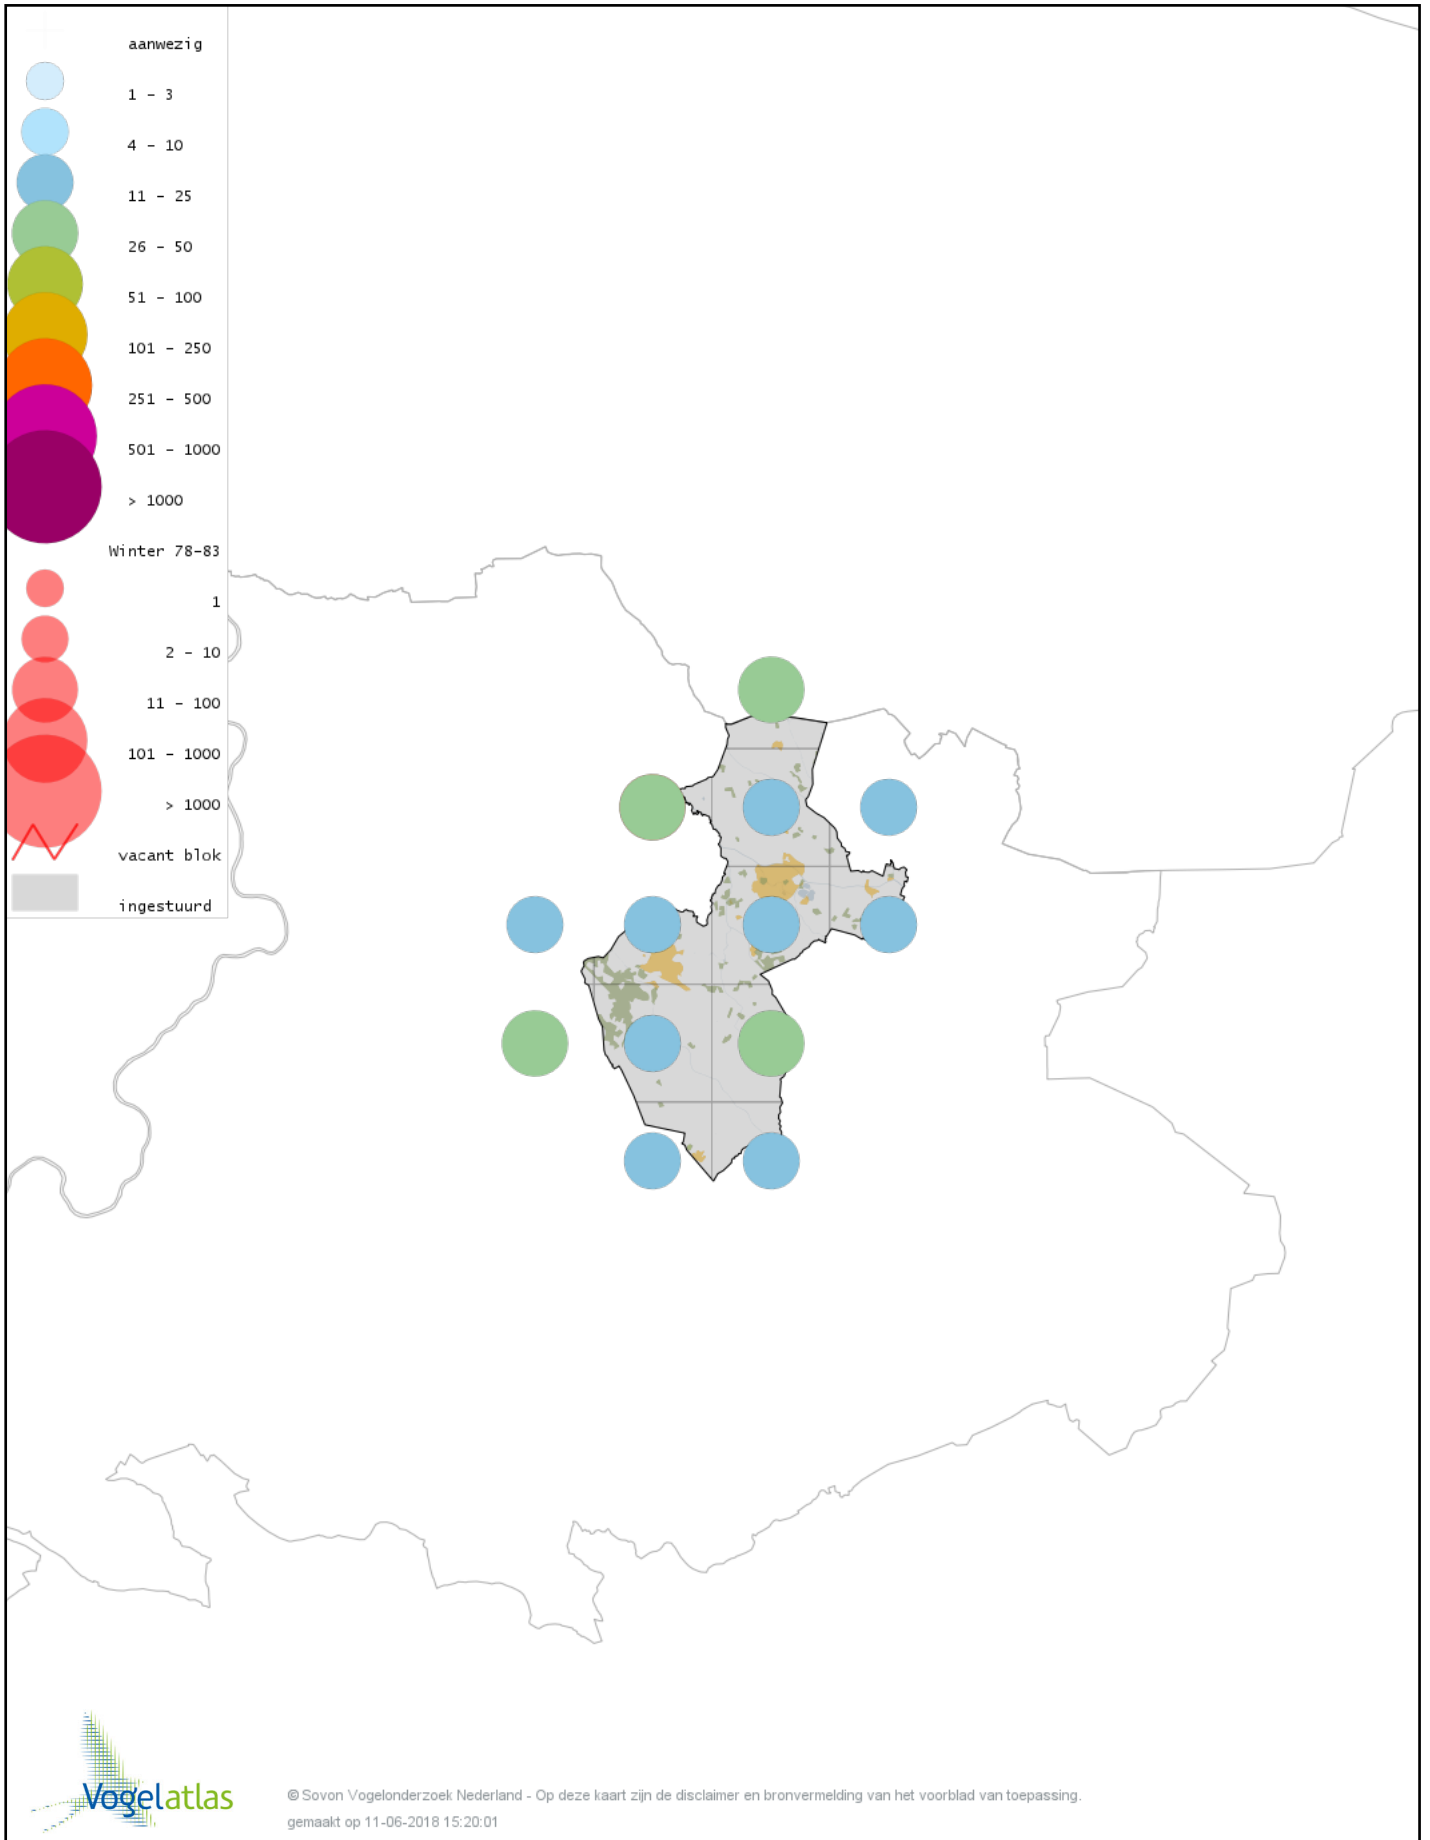 aanwezig
1 - 3
4 - 10
11 - 25
26 - 50
51 - 100
101 - 250
251 - 500
501 - 1000
> 1000
Winter 78-83
1
2 - 10
11 - 100
101 - 1000
> 1000
vacant blok
ingestuurd
Vogelatlas
© Sovon Vogelonderzoek Nederland - Op deze kaart zijn de disclaimer en bronvermelding van het voorblad van toepassing.
gemaakt op 11-06-2018 15:20:01